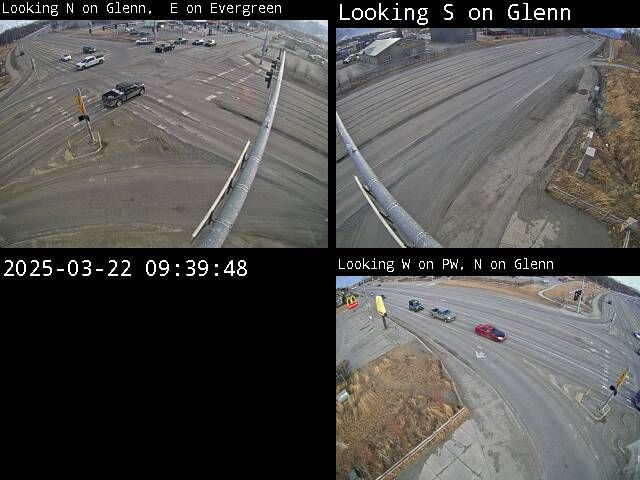 Looking N on Glenn,  E on Evergreen
Looking S on Glenn
2025-03-22 09:39:48
Looking W on PW, N on Glenn